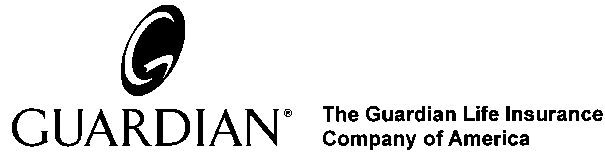 GUARDIAN®
The Guardian Life Insurance
Company of America